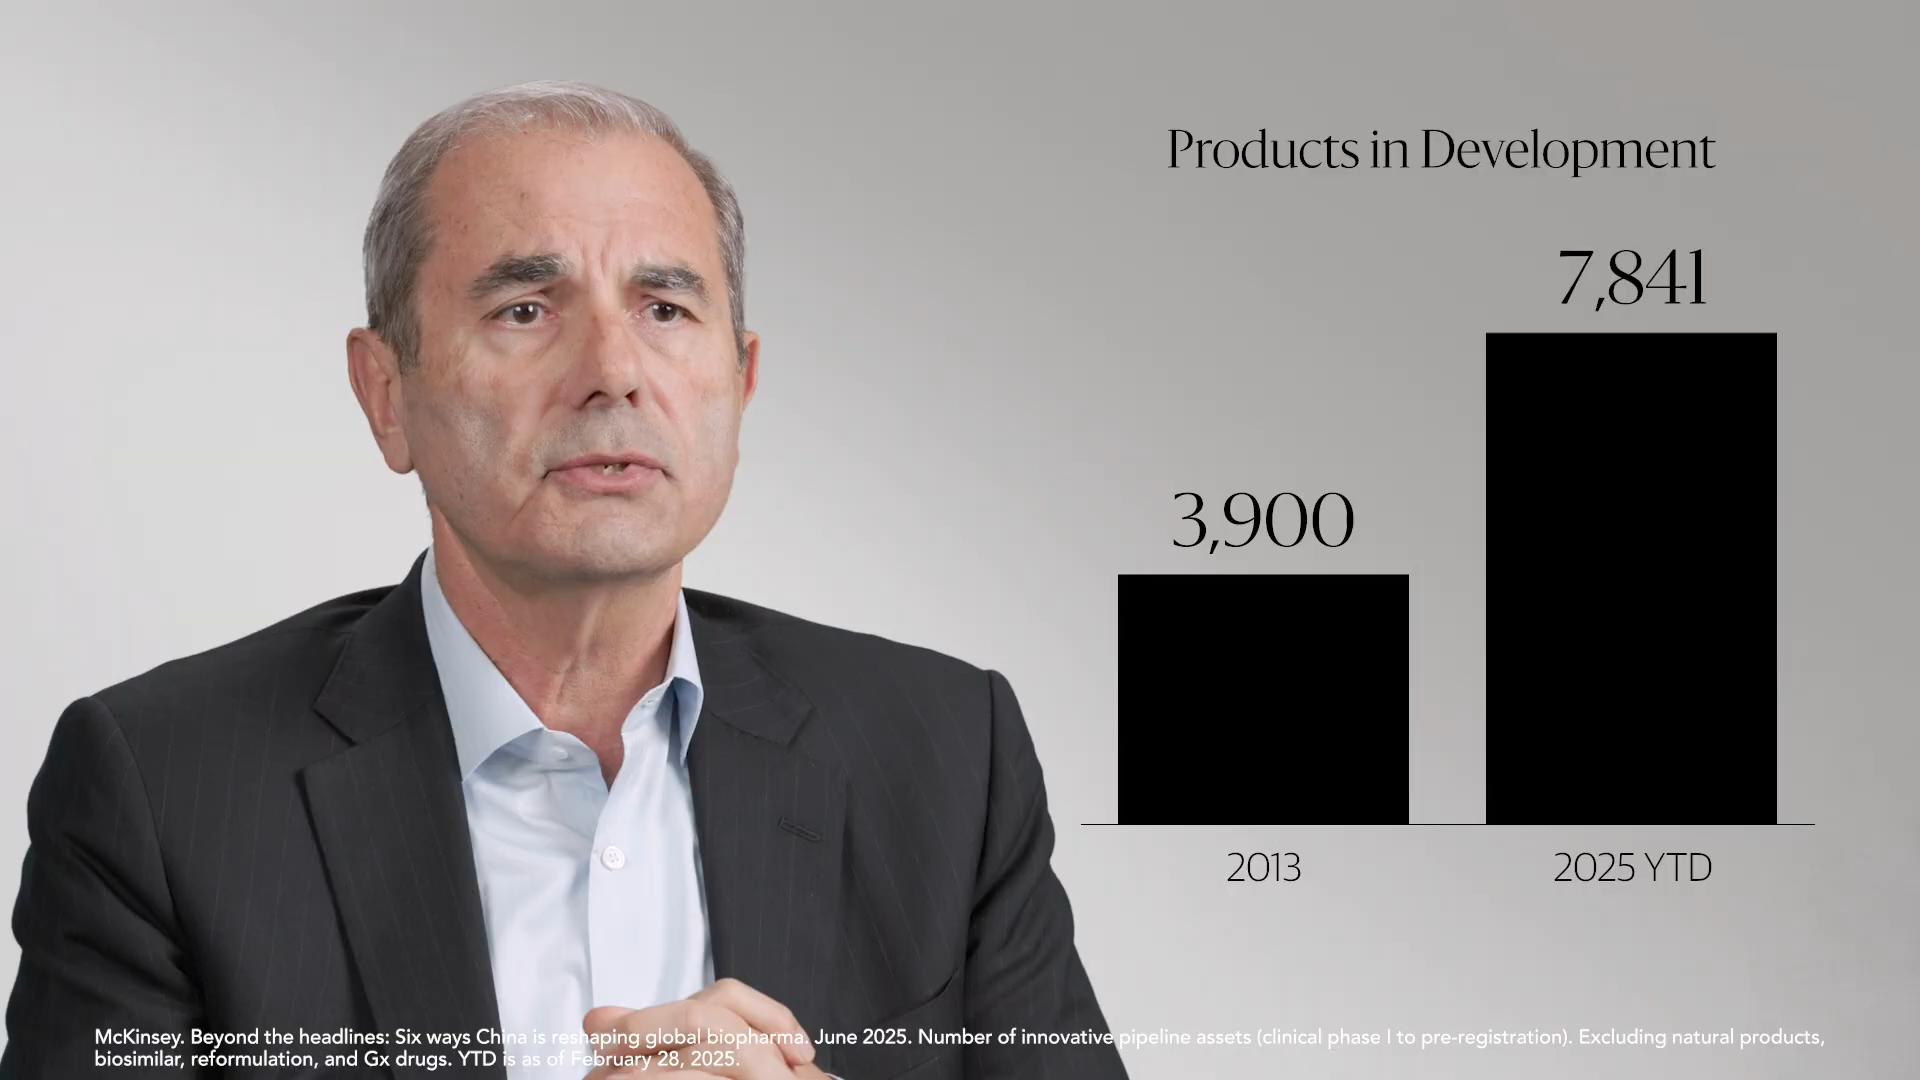 Products in Development
7,841
3,900
2013
2025 YTD
McKinsey. Beyond the headlines: Six ways China is reshaping global biopharma. June 2025. Number of innovative pipeline assets (clinical phase I to pre-registration). Excluding natural products,
biosimilar, reformulation, and Gx drugs. YTD is as of February 28, 2025.